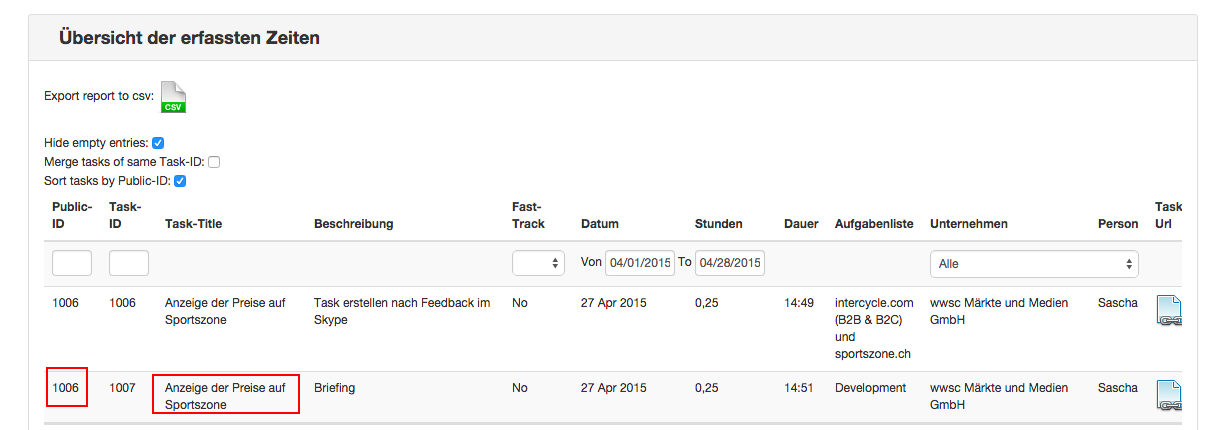 Übersicht der erfassten Zeiten
Export report to csv:
CSV
Hide empty entries:
Merge tasks of same Task-ID:
Sort tasks by Public-ID:
Public-ID Task-ID Task-Title Beschreibung Fast-Track Datum Stunden Dauer Aufgabenliste Unternehmen Person Task Url
Von 04/01/2015 To 04/28/2015 Alle
1006 1006 Anzeige der Preise auf Sportszone Task erstellen nach Feedback im Skype No 27 Apr 2015 0,25 14:49 intercycle.com (B2B & B2C) und sportszone.ch wwsc Märkte und Medien GmbH Sascha
1006 1007 Anzeige der Preise auf Sportszone Briefing No 27 Apr 2015 0,25 14:51 Development wwsc Märkte und Medien GmbH Sascha